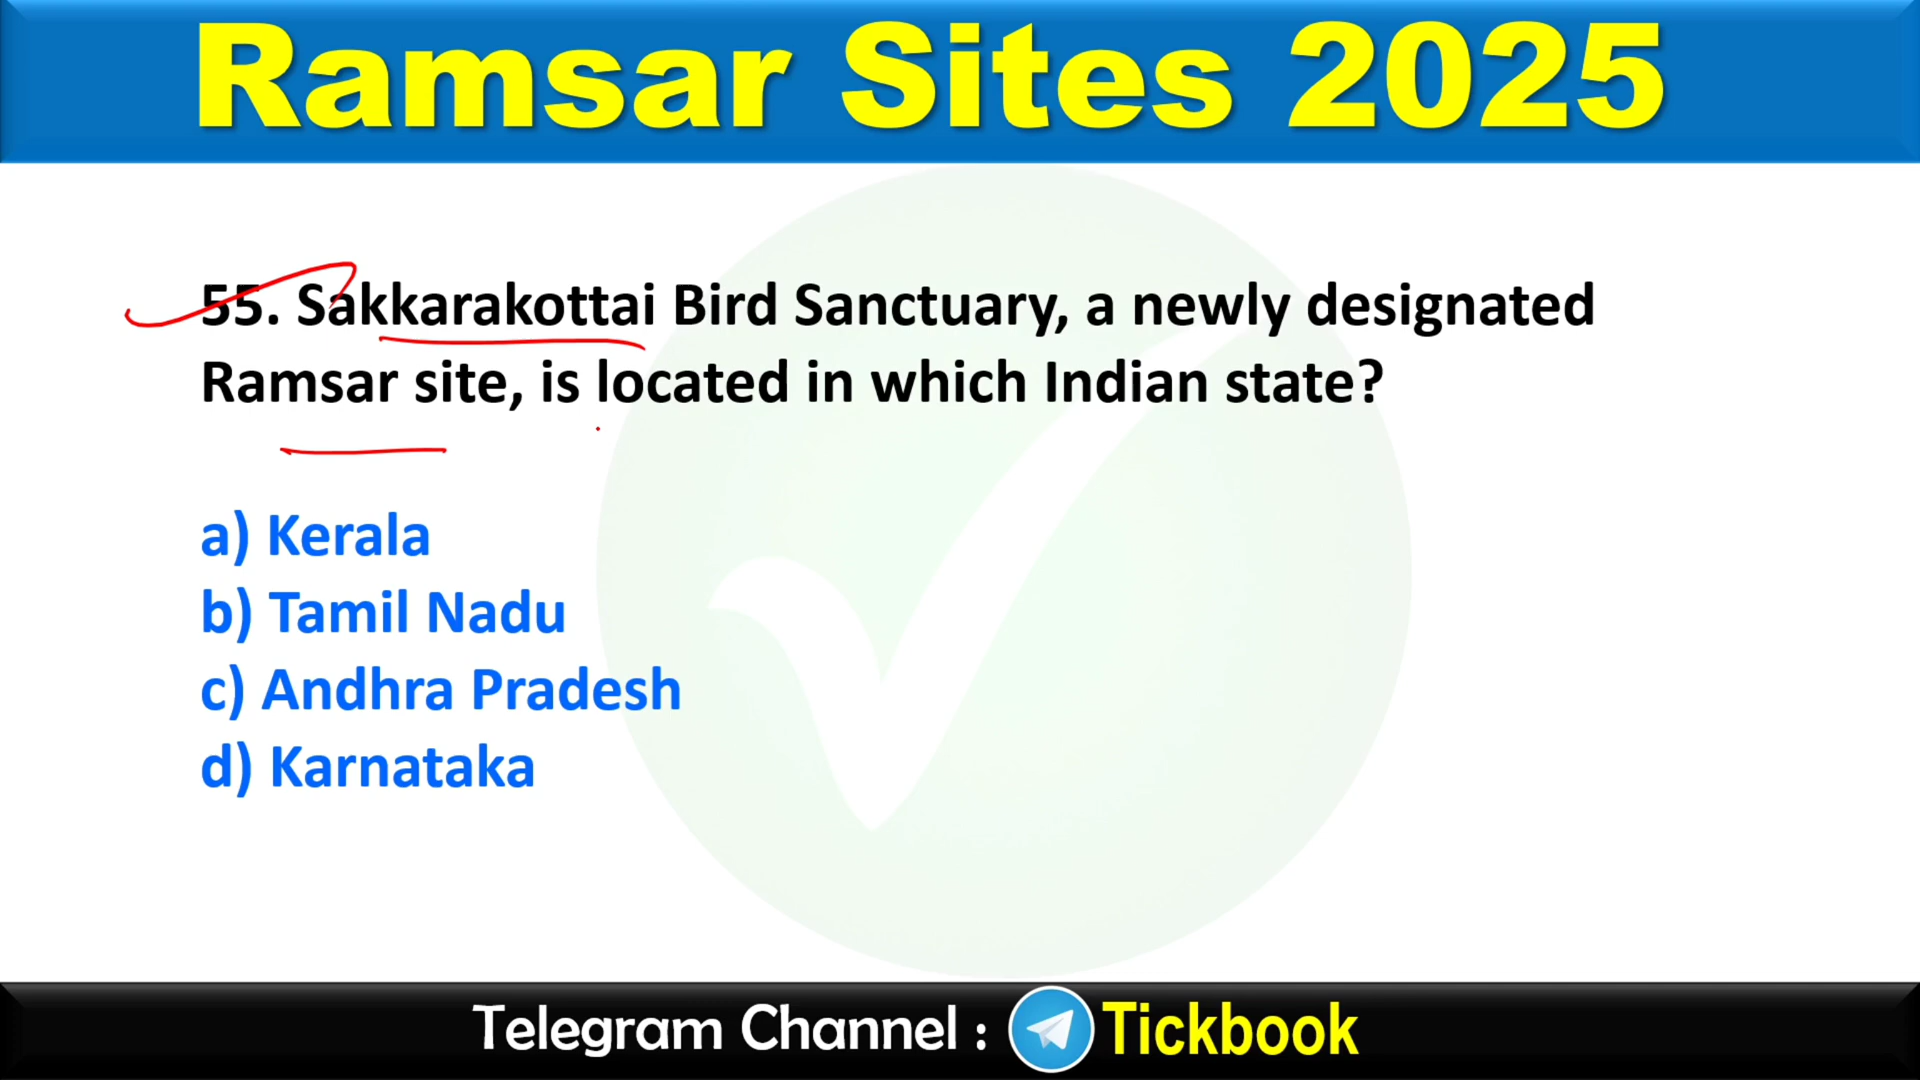 Ramsar Sites 2025
55. Sakkarakottai Bird Sanctuary, a newly designated
Ramsar site, is located in which Indian state?
a) Kerala
b) Tamil Nadu
c) Andhra Pradesh
d) Karnataka
Telegram Channel : Tickbook